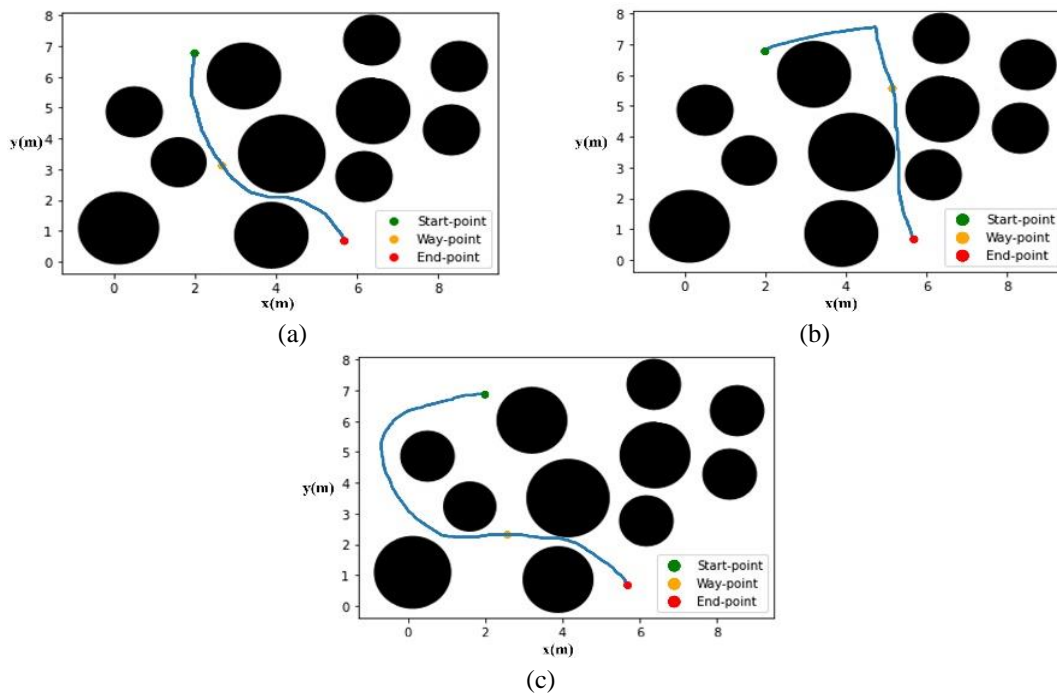 8
7
6
5
y(m)
4
3
2
1
0
0 2 4 6 8
x(m)
Start-point
Way-point
End-point
(a)
8
7
6
5
y(m)
4
3
2
1
0
0 2 4 6 8
x(m)
Start-point
Way-point
End-point
(b)
8
7
6
5
y(m)
4
3
2
1
0
0 2 4 6 8
x(m)
Start-point
Way-point
End-point
(c)